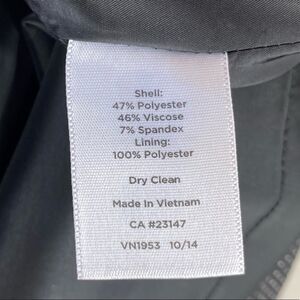 Shell:
47% Polyester
46% Viscose
7% Spandex
Lining:
100% Polyester
Dry Clean
Made In Vietnam
CA #23147
VN1953 10/14